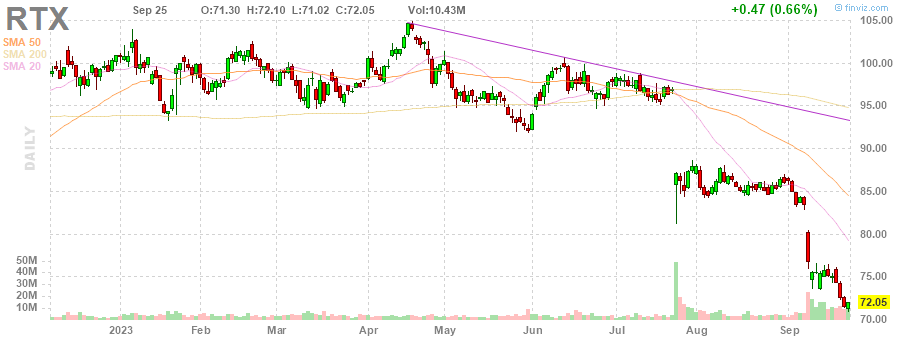 RTX Sep 25 O:71.30 H:72.10 L:71.02 C:72.05 Vol:10.43M +0.47 (0.66%)
© finviz.com
SMA 50
SMA 200
SMA 20
DAILY
105.00
100.00
95.00
90.00
85.00
80.00
75.00
72.05
70.00
50M
40M
30M
20M
10M
2023 Feb Mar Apr May Jun Jul Aug Sep